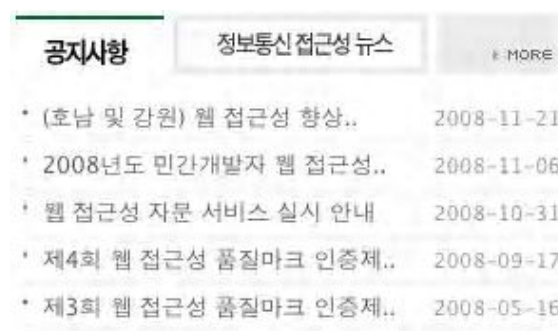 공지사항 정보통신 접근성 뉴스 MORE
(호남 및 강원) 웹 접근성 향상.. 2008-11-21
2008년도 민간개발자 웹 접근성.. 2008-11-06
웹 접근성 자문 서비스 실시 안내 2008-10-31
제4회 웹 접근성 품질마크 인증제.. 2008-09-17
제3회 웹 접근성 품질마크 인증제..